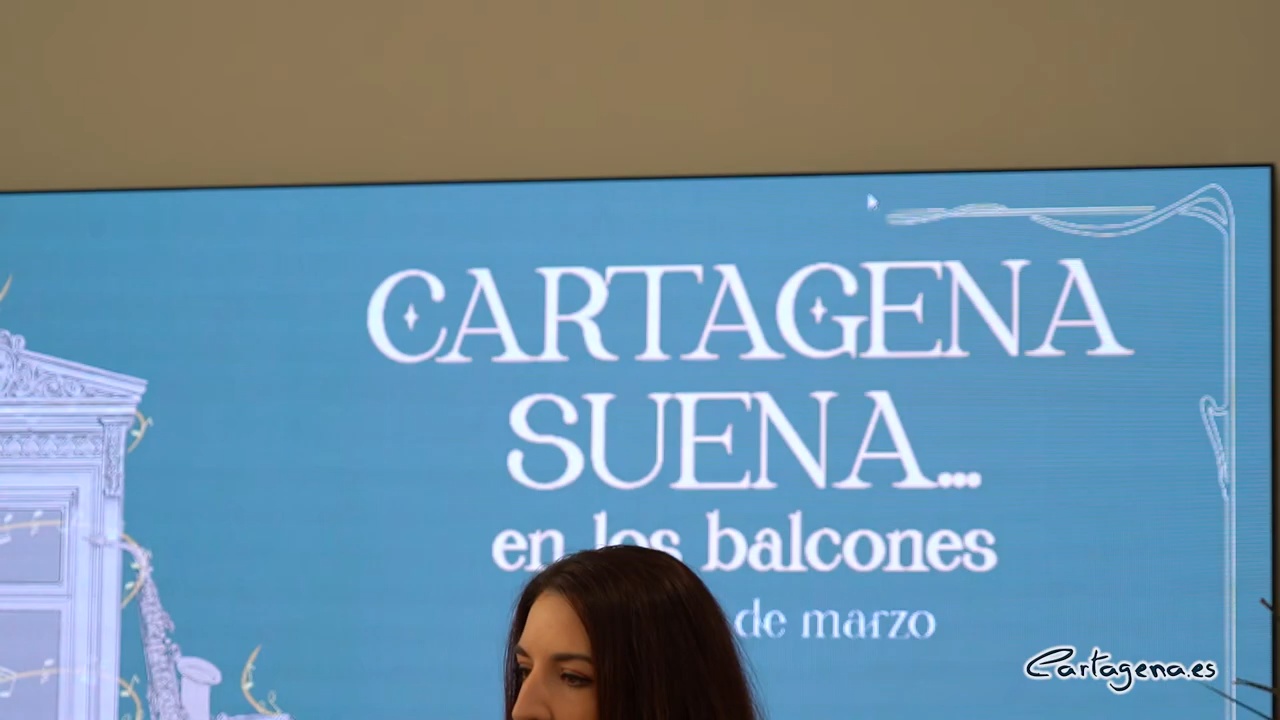 CARTAGENA
SUENA...
en los balcones
de marzo
Cartagena.es